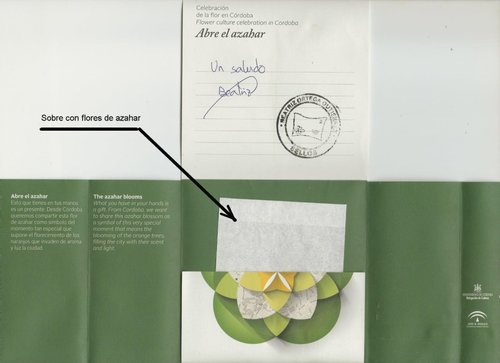 Celebración
de la flor en Córdoba
Flower culture celebration in Cordoba
Abre el azahar
Un saludo
Beatriz
BEATRIZ ORTEGA
SELLOS
Sobre con flores de azahar
Abre el azahar
Esto que tienes en tus manos
es un presente. Desde Córdoba
queremos compartir esta flor
de azahar como símbolo del
momento tan especial que
supone el florecimiento de los
naranjos que invaden de aroma
y luz la ciudad.
The azahar blooms
What you have in your hands is
a gift. From Cordoba, we want
to share this azahar blossom as
a symbol of this very special
moment that means the
blooming of the orange trees,
filling the city with their scent
and light.